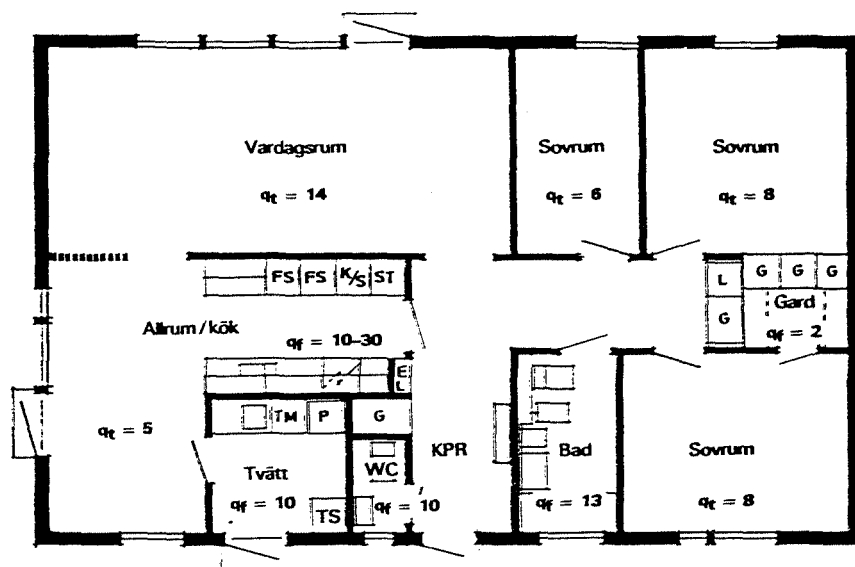 Vardagsrum
qt = 14
Sovrum
qt = 6
Sovrum
qt = 8
FS FS K/S ST
L G G G
G
Gard
qf = 2
Allrum / kök
qf = 10–30
EL
qt = 5
TM P G
Tvätt
qf = 10
TS
WC
qf = 10
KPR
Bad
qf = 13
Sovrum
qt = 8